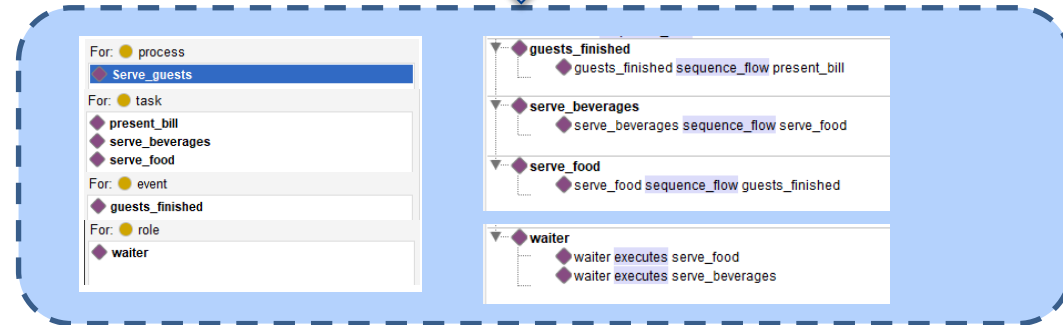 For: process
Serve_guests
For: task
present_bill
serve_beverages
serve_food
For: event
guests_finished
For: role
waiter
guests_finished
guests_finished sequence_flow present_bill
serve_beverages
serve_beverages sequence_flow serve_food
serve_food
serve_food sequence_flow guests_finished
waiter
waiter executes serve_food
waiter executes serve_beverages